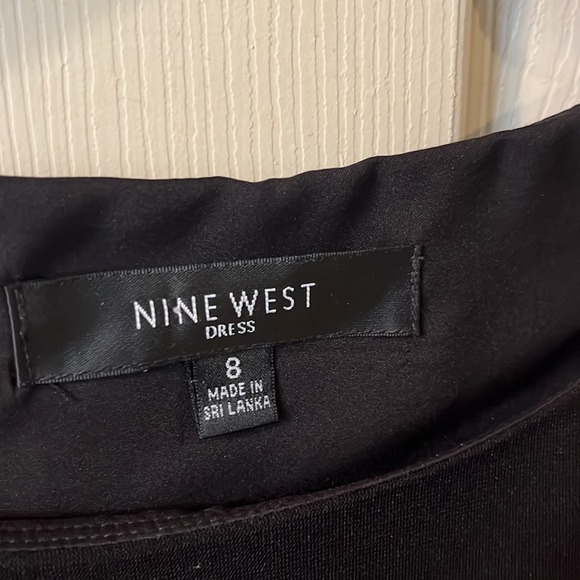 NINE WEST
DRESS
8
MADE IN
SRI LANKA